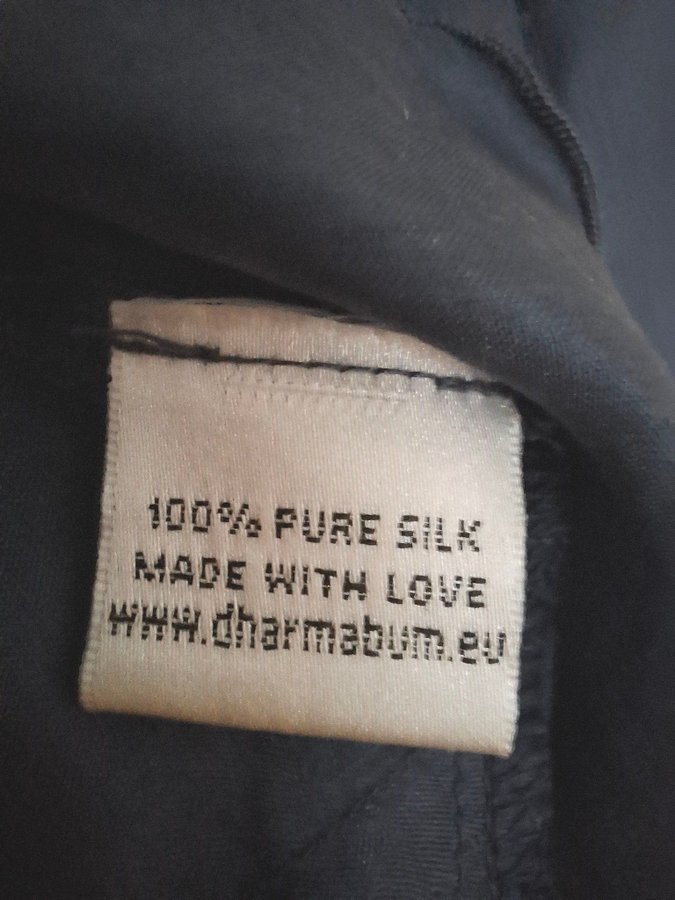 100% PURE SILK
MADE WITH LOVE
www.dharmabum.eu